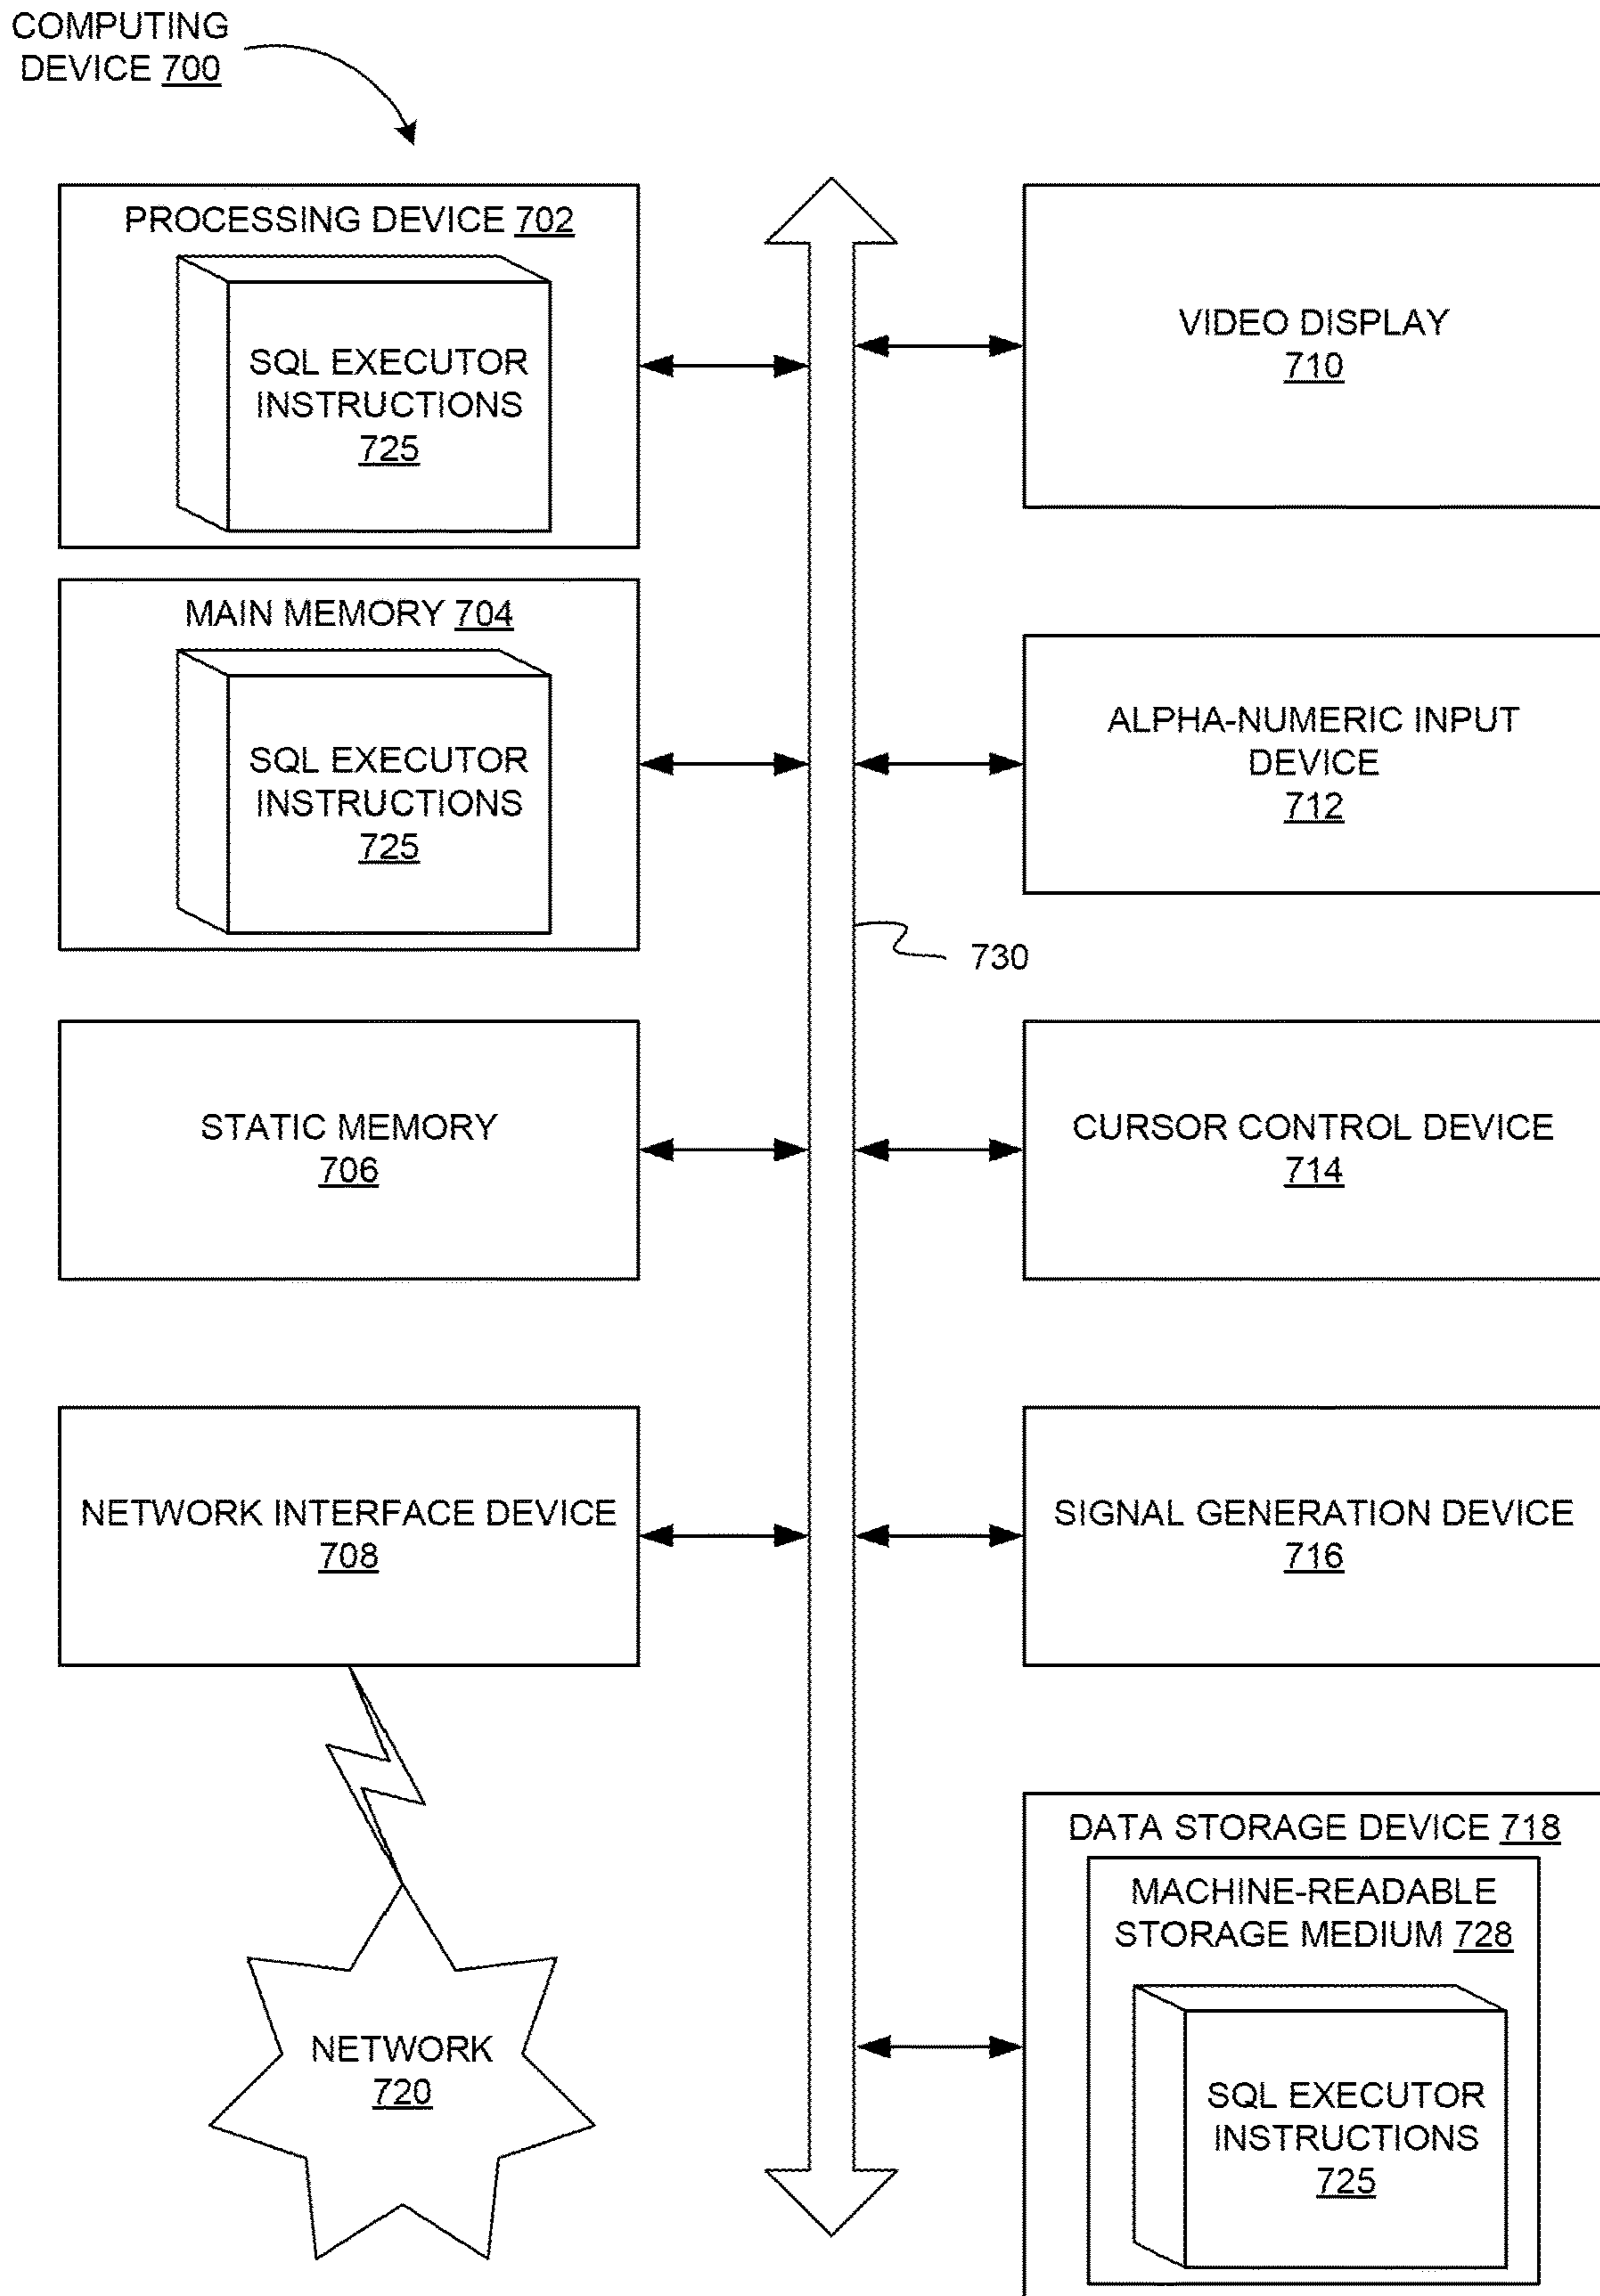 COMPUTING
DEVICE 700
PROCESSING DEVICE 702
SQL EXECUTOR
INSTRUCTIONS
725
MAIN MEMORY 704
SQL EXECUTOR
INSTRUCTIONS
725
STATIC MEMORY
706
NETWORK INTERFACE DEVICE
708
NETWORK
720
730
VIDEO DISPLAY
710
ALPHA-NUMERIC INPUT
DEVICE
712
CURSOR CONTROL DEVICE
714
SIGNAL GENERATION DEVICE
716
DATA STORAGE DEVICE 718
MACHINE-READABLE
STORAGE MEDIUM 728
SQL EXECUTOR
INSTRUCTIONS
725